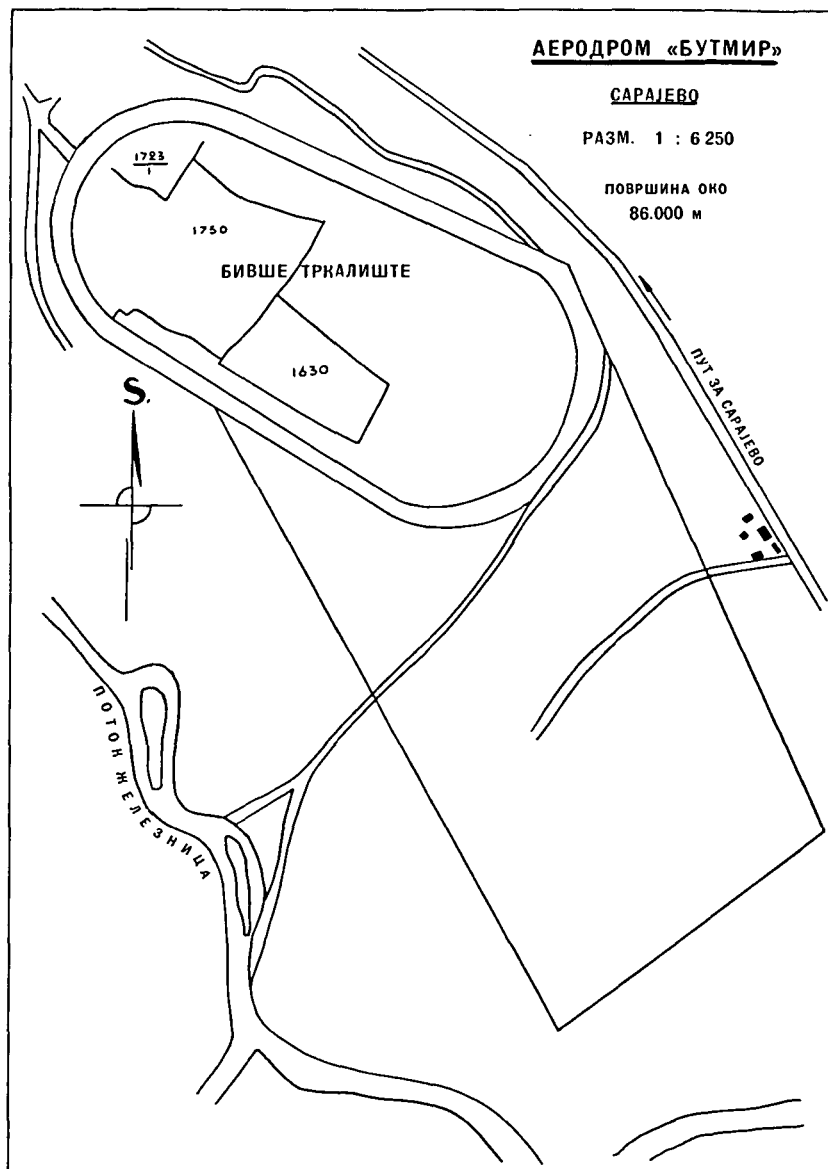 АЕРОДРОМ «БУТМИР»
САРАЈЕВО
РАЗМ. 1 : 6 250
ПОВРШИНА ОКО
86.000 м
1723
1
1750
БИВШЕ ТРКАЛИШТЕ
1630
S.
ПУТ ЗА САРАЈЕВО
ПОТОК ЖЕЛЕЗНИЦА